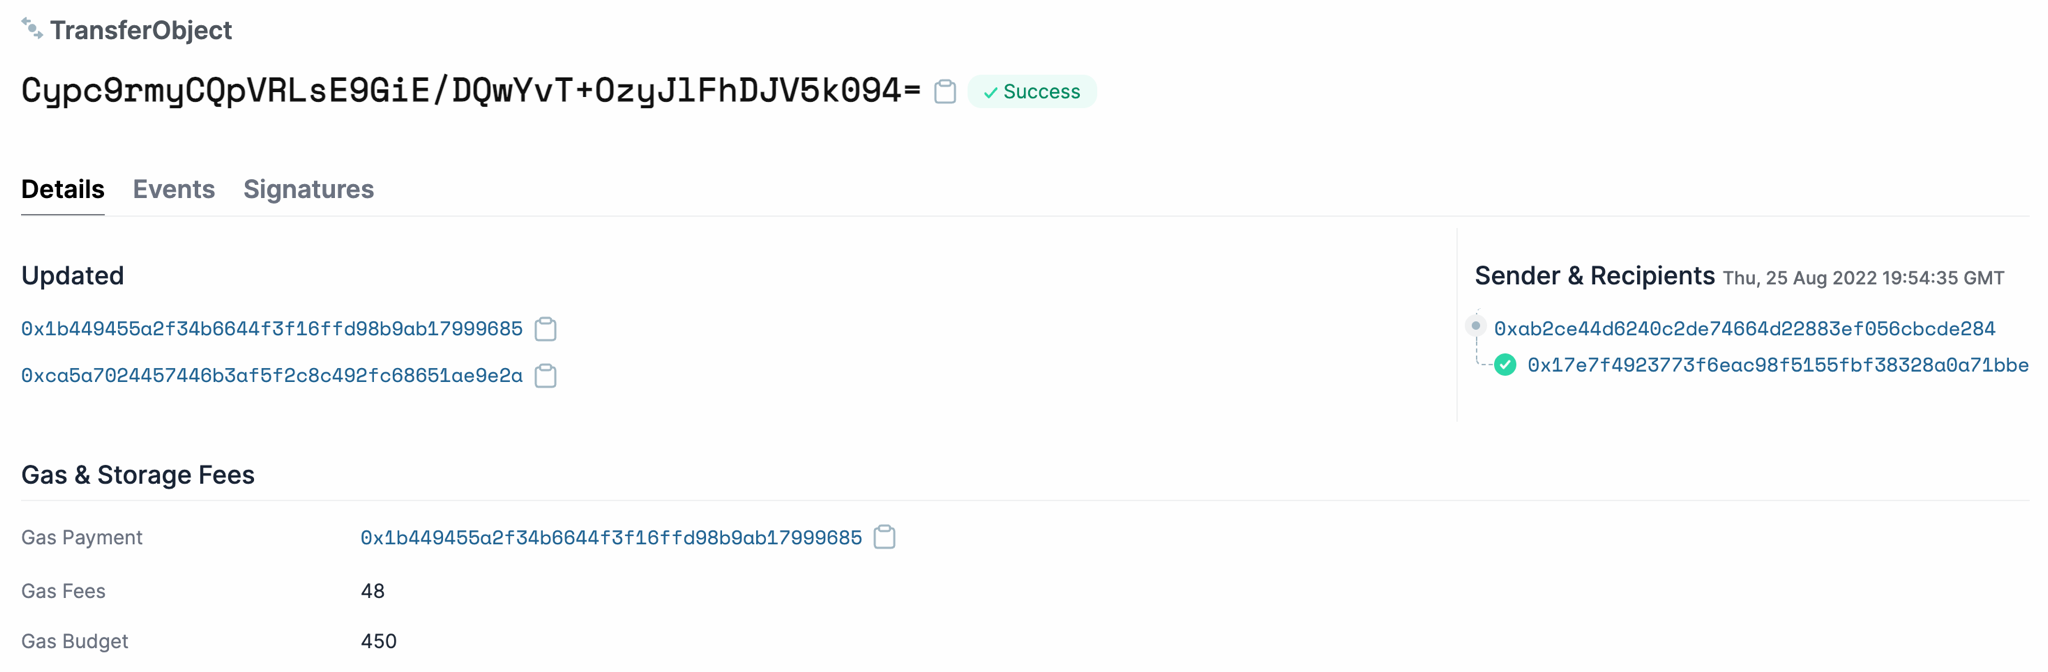 TransferObject
Cypc9rmyCQpVRLsE9GiE/DQwYvT+OzyJlFhDJV5k094=
Success
Details Events Signatures
Updated
0x1b449455a2f34b6644f3f16ffd98b9ab17999685
0xca5a7024457446b3af5f2c8c492fc68651ae9e2a
Sender & Recipients Thu, 25 Aug 2022 19:54:35 GMT
0xab2ce44d6240c2de74664d22883ef056cbcde284
0x17e7f4923773f6eac98f5155fbf38328a0a71bbe
Gas & Storage Fees
Gas Payment 0x1b449455a2f34b6644f3f16ffd98b9ab17999685
Gas Fees 48
Gas Budget 450